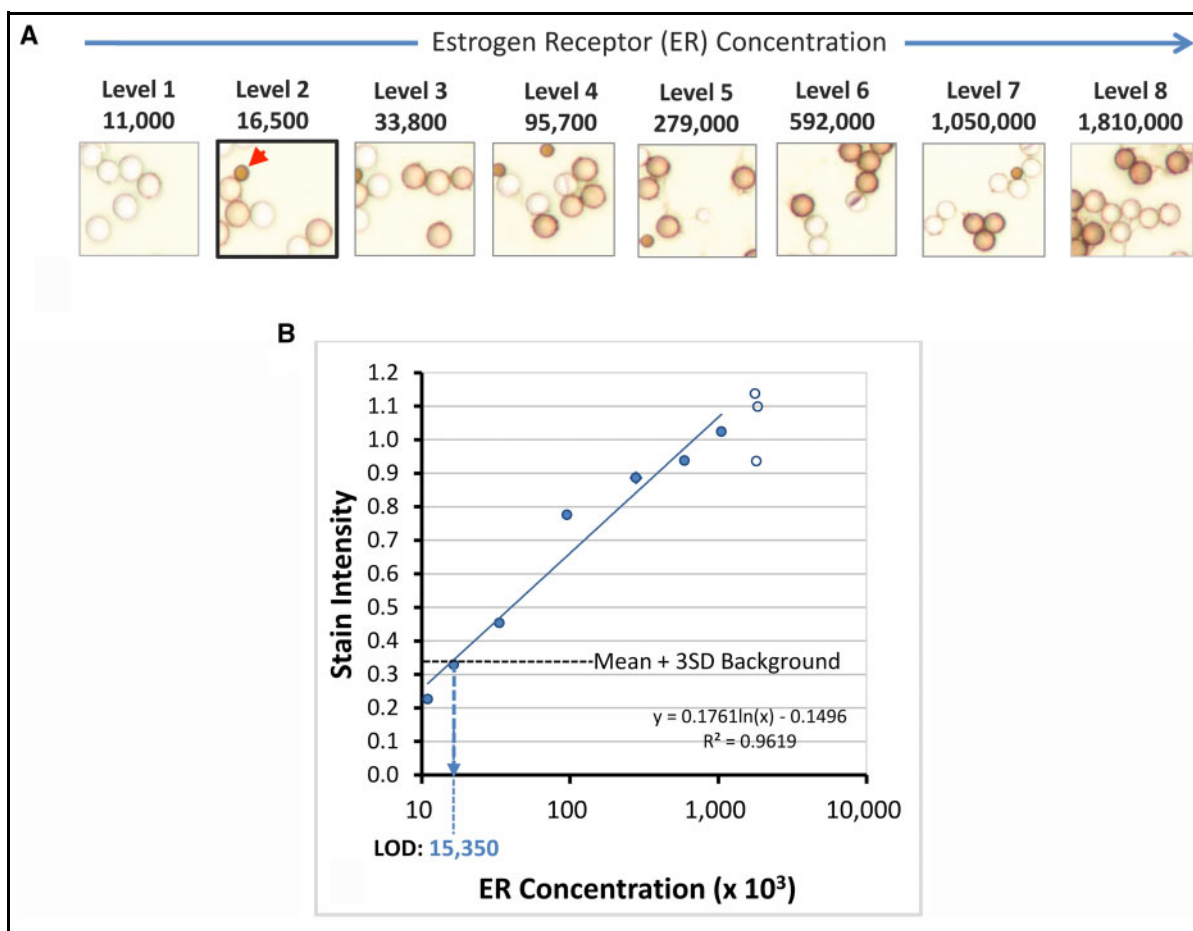 A
Estrogen Receptor (ER) Concentration
Level 1 Level 2 Level 3 Level 4 Level 5 Level 6 Level 7 Level 8
11,000 16,500 33,800 95,700 279,000 592,000 1,050,000 1,810,000
B
1.2
1.1
1.0
0.9
0.8
0.7
0.6
0.5
0.4
0.3
0.2
0.1
0.0
Stain Intensity
Mean + 3SD Background
y = 0.1761ln(x) - 0.1496
R² = 0.9619
10 100 1,000 10,000
LOD: 15,350
ER Concentration (x 10³)